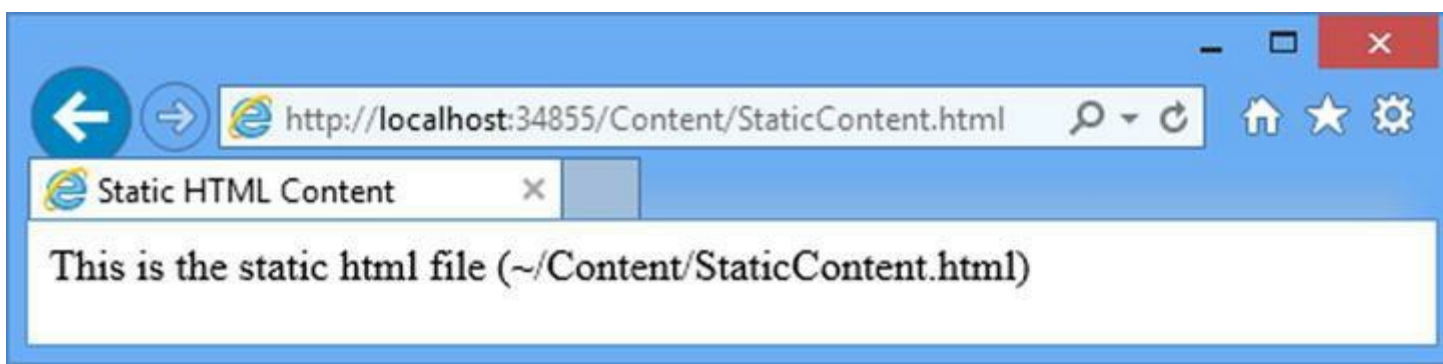 http://localhost:34855/Content/StaticContent.html
Static HTML Content
This is the static html file (~/Content/StaticContent.html)